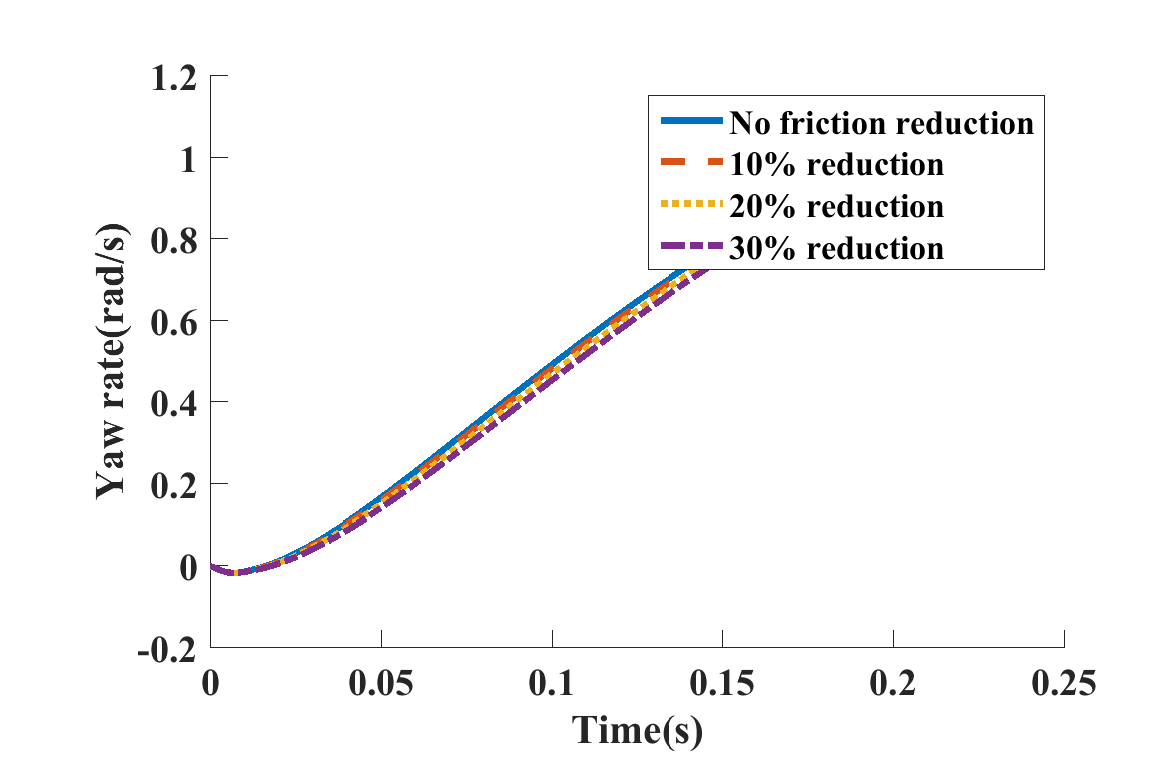 1.2
1
0.8
0.6
0.4
0.2
0
-0.2
Yaw rate(rad/s)
No friction reduction
10% reduction
20% reduction
30% reduction
0 0.05 0.1 0.15 0.2 0.25
Time(s)